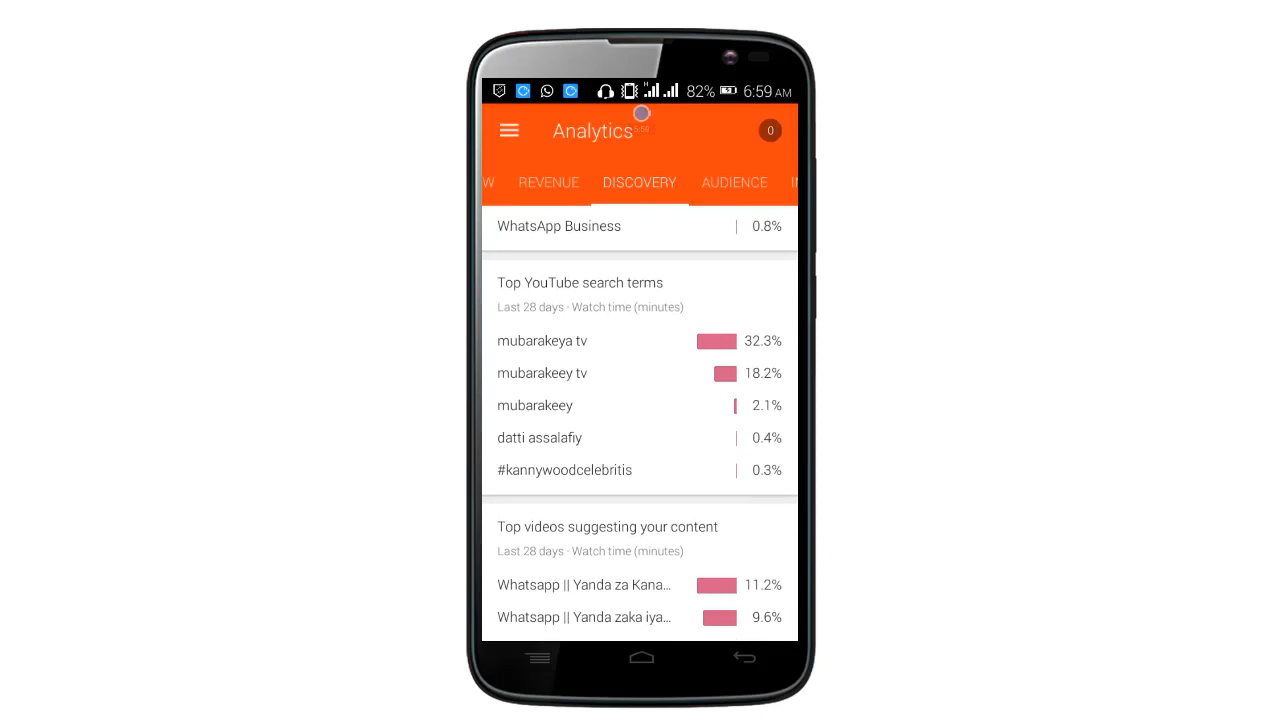 82% 6:59 AM
Analytics 5:59 0
W REVENUE DISCOVERY AUDIENCE
WhatsApp Business 0.8%
Top YouTube search terms
Last 28 days · Watch time (minutes)
mubarakeya tv 32.3%
mubarakeey tv 18.2%
mubarakeey 2.1%
datti assalafiy 0.4%
#kannywoodcelebritis 0.3%
Top videos suggesting your content
Last 28 days · Watch time (minutes)
Whatsapp || Yanda za Kana... 11.2%
Whatsapp || Yanda zaka iya... 9.6%